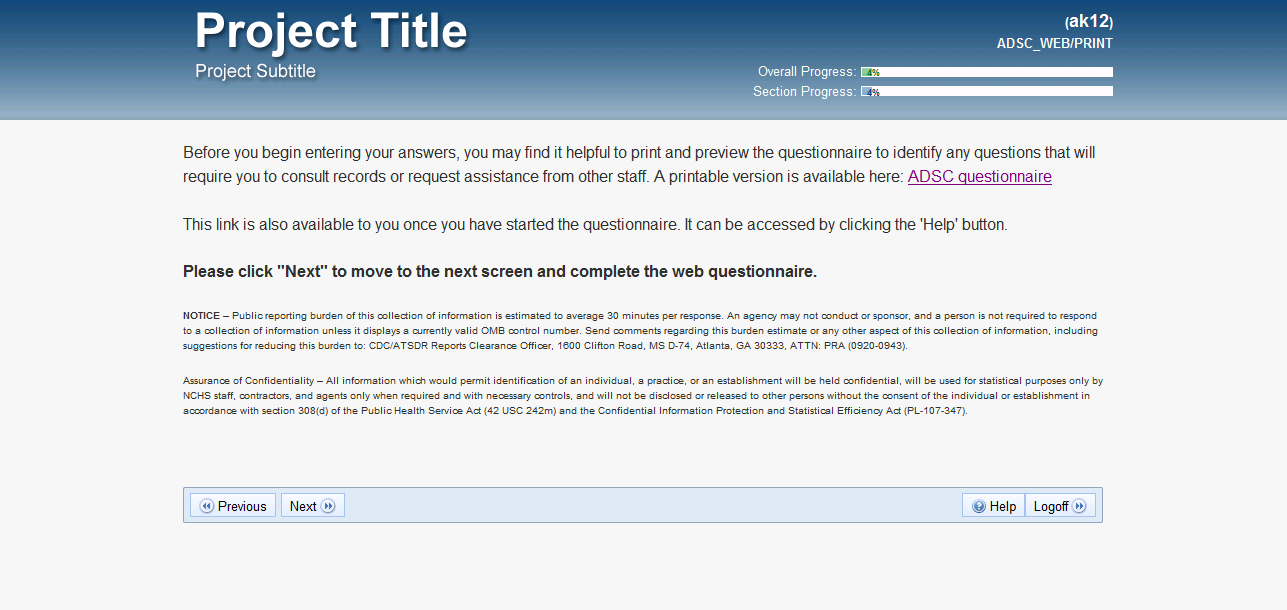 Project Title
Project Subtitle
(ak12)
ADSC_WEB/PRINT
Overall Progress: 4%
Section Progress: 4%
Before you begin entering your answers, you may find it helpful to print and preview the questionnaire to identify any questions that will
require you to consult records or request assistance from other staff. A printable version is available here: ADSC questionnaire
This link is also available to you once you have started the questionnaire. It can be accessed by clicking the 'Help' button.
Please click "Next" to move to the next screen and complete the web questionnaire.
NOTICE – Public reporting burden of this collection of information is estimated to average 30 minutes per response. An agency may not conduct or sponsor, and a person is not required to respond
to a collection of information unless it displays a currently valid OMB control number. Send comments regarding this burden estimate or any other aspect of this collection of information, including
suggestions for reducing this burden to: CDC/ATSDR Reports Clearance Officer, 1600 Clifton Road, MS D-74, Atlanta, GA 30333, ATTN: PRA (0920-0943).
Assurance of Confidentiality – All information which would permit identification of an individual, a practice, or an establishment will be held confidential, will be used for statistical purposes only by
NCHS staff, contractors, and agents only when required and with necessary controls, and will not be disclosed or released to other persons without the consent of the individual or establishment in
accordance with section 308(d) of the Public Health Service Act (42 USC 242m) and the Confidential Information Protection and Statistical Efficiency Act (PL-107-347).
Previous Next Help Logoff